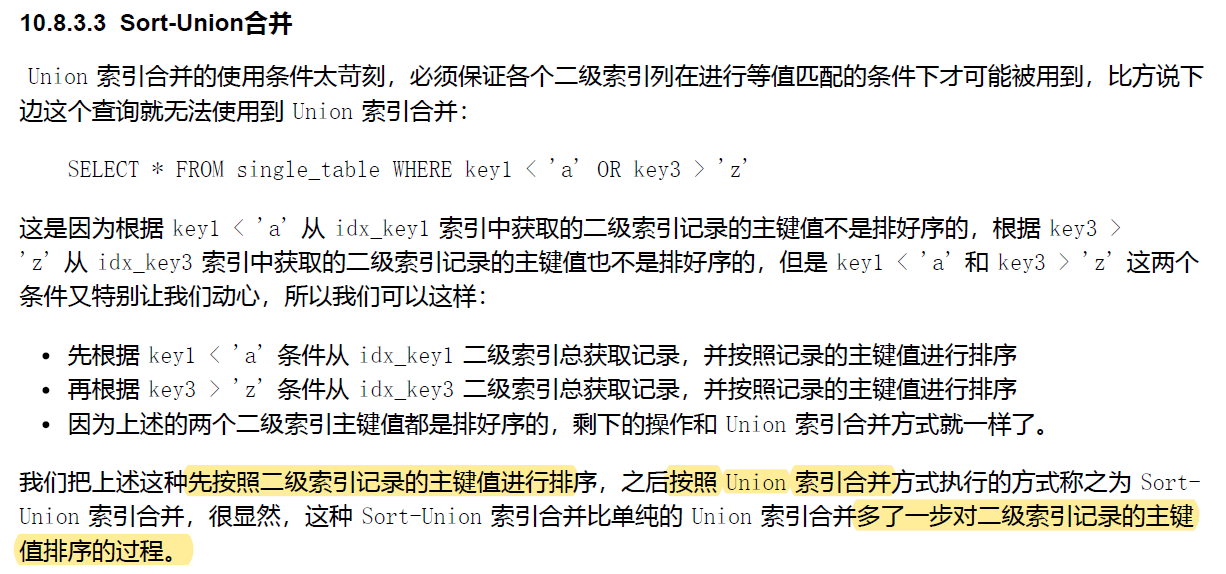 10.8.3.3 Sort-Union合并
Union 索引合并的使用条件太苛刻，必须保证各个二级索引列在进行等值匹配的条件下才可能被用到，比方说下
边这个查询就无法使用到 Union 索引合并：
SELECT * FROM single_table WHERE key1 < 'a' OR key3 > 'z'
这是因为根据 key1 < 'a' 从 idx_key1 索引中获取的二级索引记录的主键值不是排好序的，根据 key3 >
'z' 从 idx_key3 索引中获取的二级索引记录的主键值也不是排好序的，但是 key1 < 'a' 和 key3 > 'z' 这两个
条件又特别让我们动心，所以我们可以这样：
• 先根据 key1 < 'a' 条件从 idx_key1 二级索引总获取记录，并按照记录的主键值进行排序
• 再根据 key3 > 'z' 条件从 idx_key3 二级索引总获取记录，并按照记录的主键值进行排序
• 因为上述的两个二级索引主键值都是排好序的，剩下的操作和 Union 索引合并方式就一样了。
我们把上述这种先按照二级索引记录的主键值进行排序，之后按照 Union 索引合并方式执行的方式称之为 Sort-
Union 索引合并，很显然，这种 Sort-Union 索引合并比单纯的 Union 索引合并多了一步对二级索引记录的主键
值排序的过程。